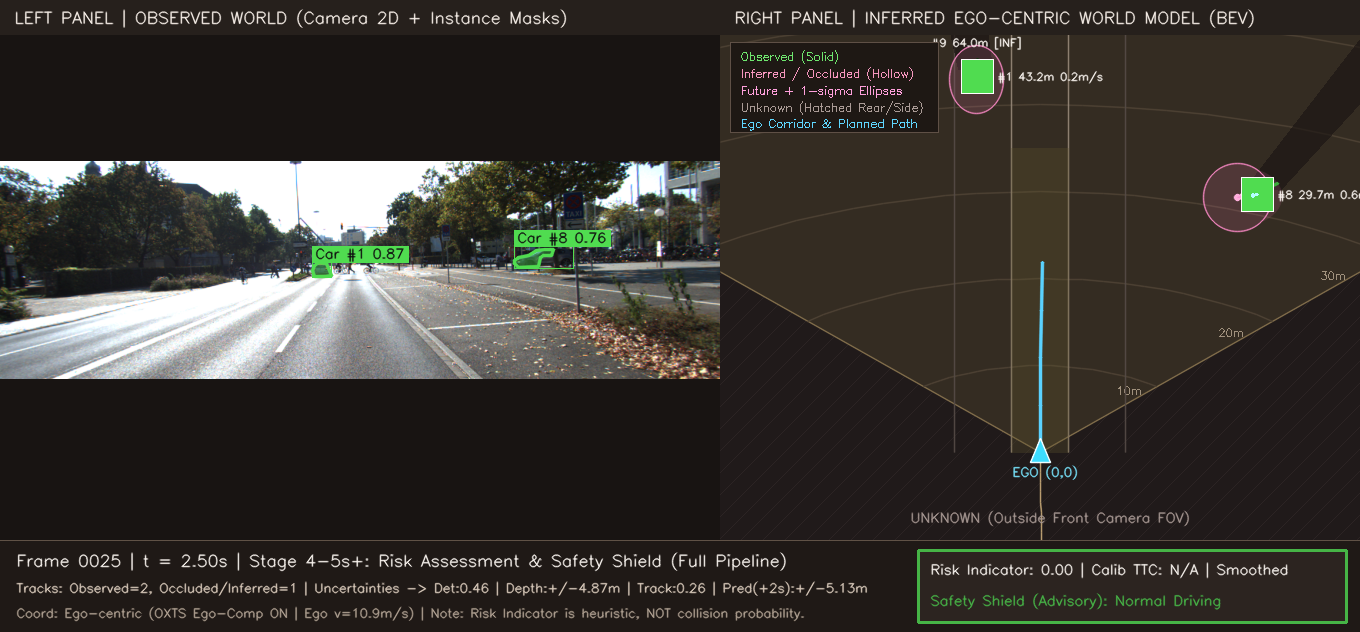 LEFT PANEL | OBSERVED WORLD (Camera 2D + Instance Masks)
RIGHT PANEL | INFERRED EGO-CENTRIC WORLD MODEL (BEV)
#9 64.0m [INF]
Observed (Solid)
Inferred / Occluded (Hollow)
Future + 1-sigma Ellipses
Unknown (Hatched Rear/Side)
Ego Corridor & Planned Path
#1 43.2m 0.2m/s
#8 29.7m 0.6
TAXI
Car #1 0.87
Car #8 0.76
30m
20m
10m
EGO (0,0)
UNKNOWN (Outside Front Camera FOV)
Frame 0025 | t = 2.50s | Stage 4-5s+: Risk Assessment & Safety Shield (Full Pipeline)
Tracks: Observed=2, Occluded/Inferred=1 | Uncertainties -> Det:0.46 | Depth:+/-4.87m | Track:0.26 | Pred(+2s):+/-5.13m
Coord: Ego-centric (OXTS Ego-Comp ON | Ego v=10.9m/s) | Note: Risk Indicator is heuristic, NOT collision probability.
Risk Indicator: 0.00 | Calib TTC: N/A | Smoothed
Safety Shield (Advisory): Normal Driving